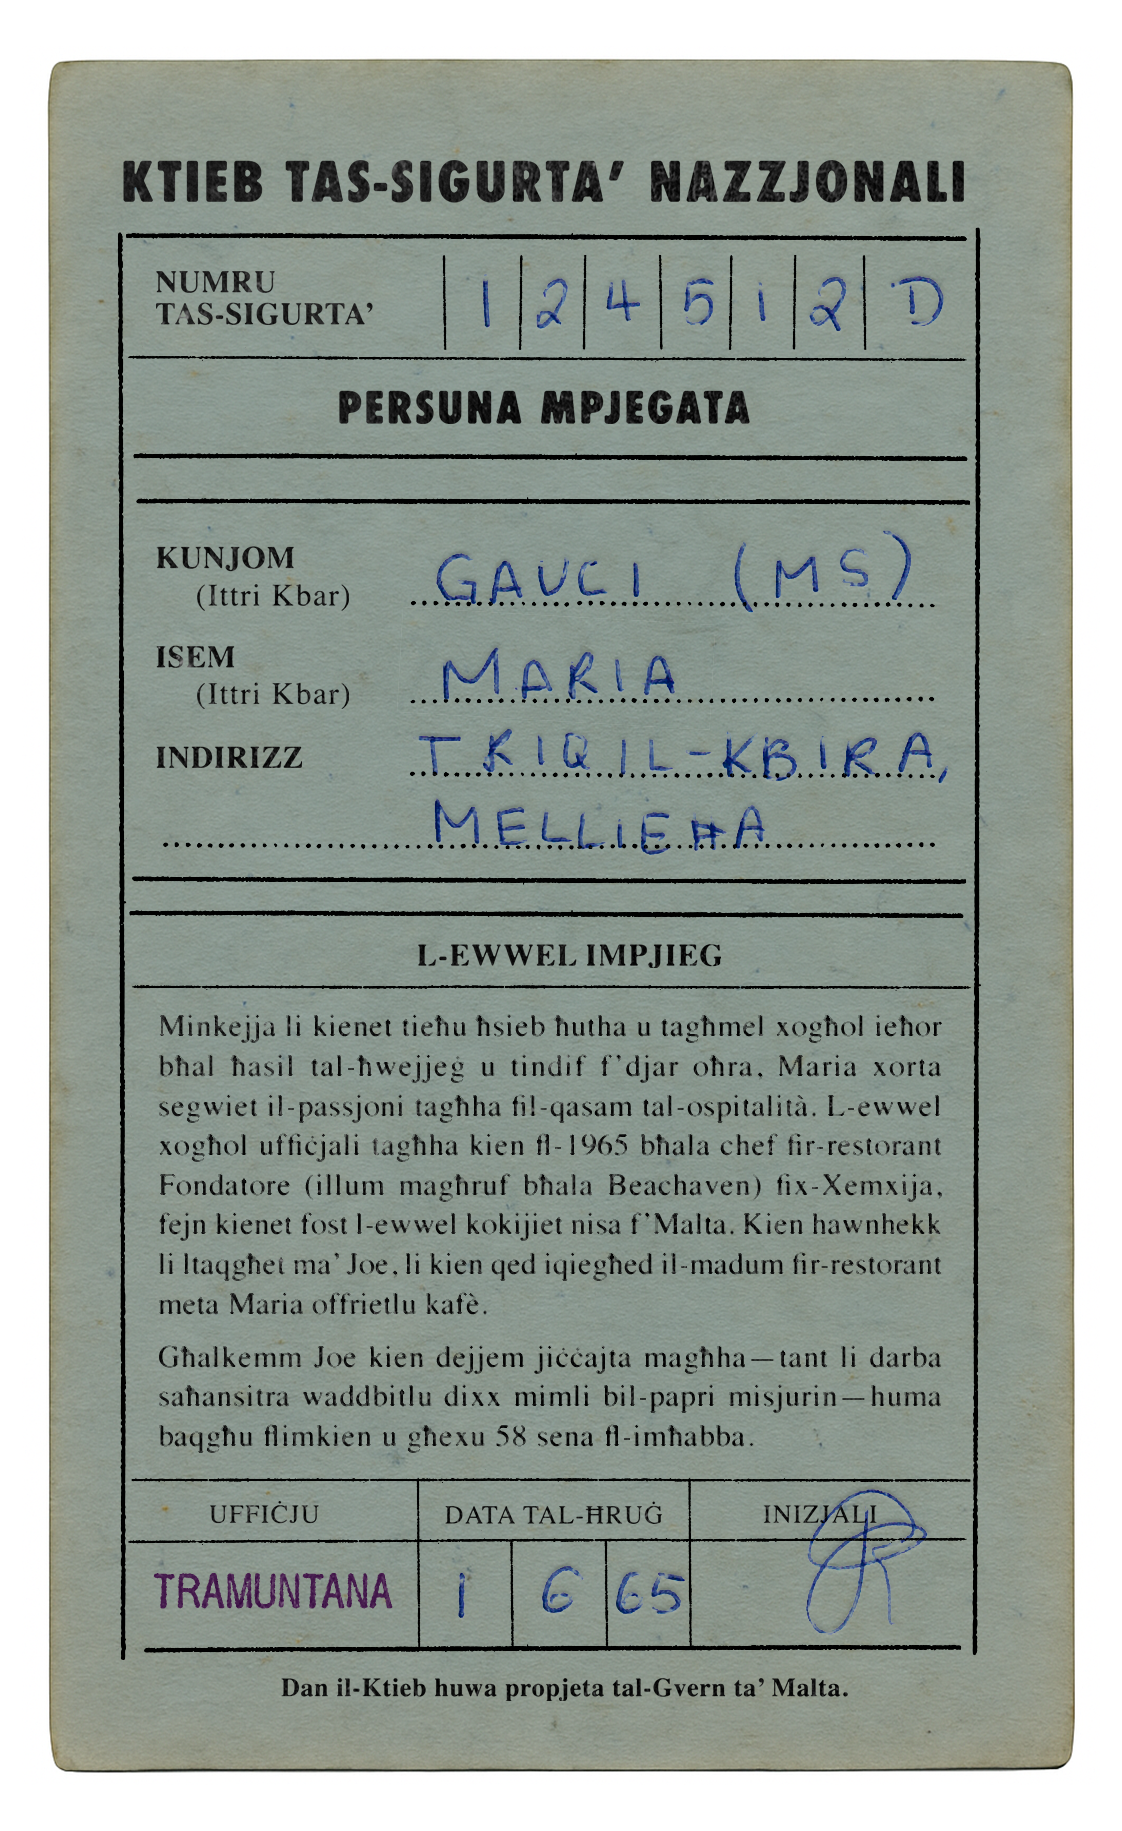 KTIEB TAS-SIGURTA' NAZZJONALI
NUMRU
TAS-SIGURTA'
1 2 4 5 1 2 D
PERSUNA MPJEGATA
KUNJOM
(Ittri Kbar)
GAUCI (MS)
ISEM
(Ittri Kbar)
MARIA
INDIRIZZ
TRIQ IL-KBIRA,
MELLIEĦA
L-EWWEL IMPJIEG
Minkejja li kienet tieħu ħsieb ħutha u tagħmel xogħol ieħor
bħal ħasil tal-ħwejjeġ u tindif f'djar oħra, Maria xorta
segwiet il-passjoni tagħha fil-qasam tal-ospitalità. L-ewwel
xogħol uffiċjali tagħha kien fl-1965 bħala chef fir-restorant
Fondatore (illum magħruf bħala Beachaven) fix-Xemxija,
fejn kienet fost l-ewwel kokijiet nisa f'Malta. Kien hawnhekk
li ltaqgħet ma' Joe, li kien qed iqiegħed il-madum fir-restorant
meta Maria offrietlu kafè.
Għalkemm Joe kien dejjem jiċċajta magħha—tant li darba
saħansitra waddbitlu dixx mimli bil-papri misjurin—huma
baqgħu flimkien u għexu 58 sena fl-imħabba.
UFFIĊJU
DATA TAL-ĦRUĠ
INIZJALI
TRAMUNTANA
1 6 65
Dan il-Ktieb huwa propjeta tal-Gvern ta' Malta.